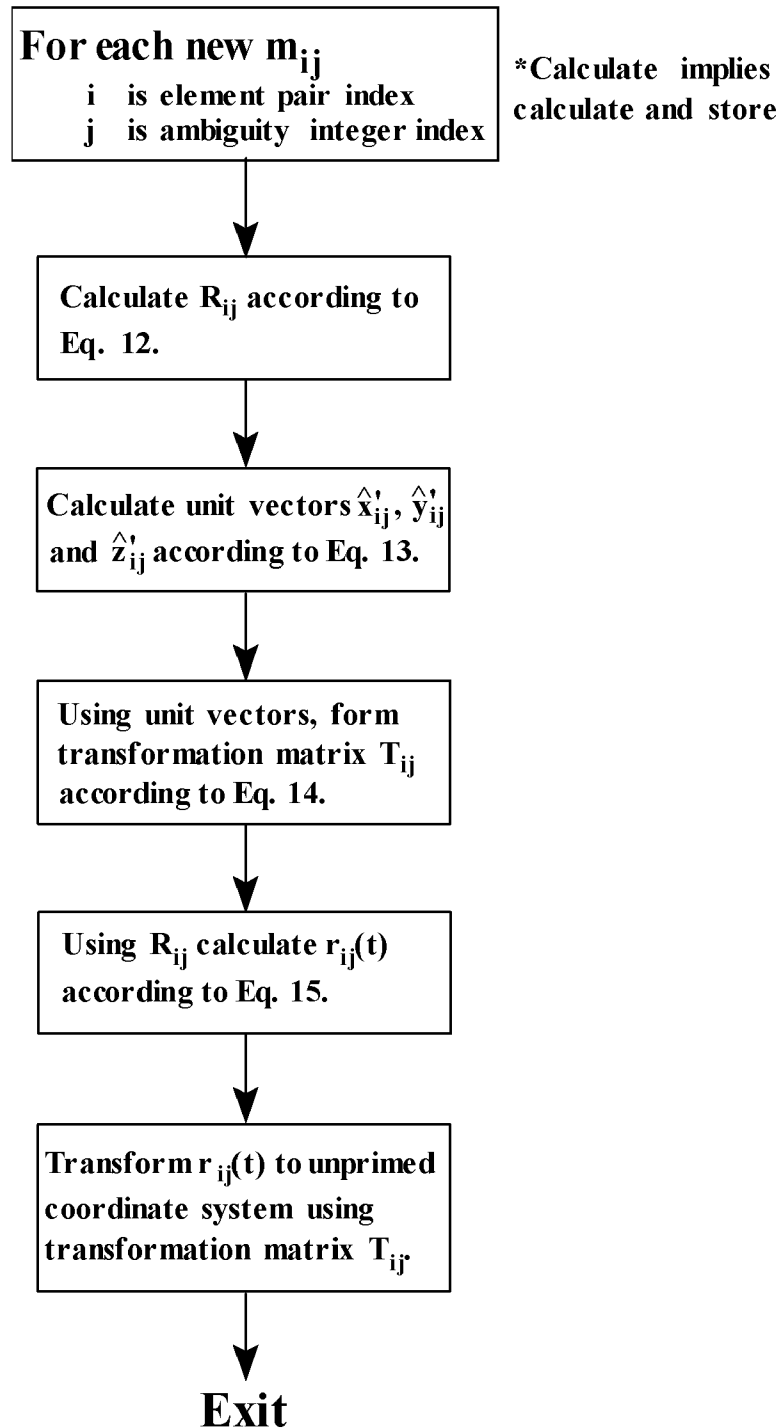 For each new m_ij
i is element pair index
j is ambiguity integer index
*Calculate implies
calculate and store
Calculate R_ij according to
Eq. 12.
Calculate unit vectors x̂'_ij, ŷ'_ij
and ẑ'_ij according to Eq. 13.
Using unit vectors, form
transformation matrix T_ij
according to Eq. 14.
Using R_ij calculate r_ij(t)
according to Eq. 15.
Transform r_ij(t) to unprimed
coordinate system using
transformation matrix T_ij.
Exit